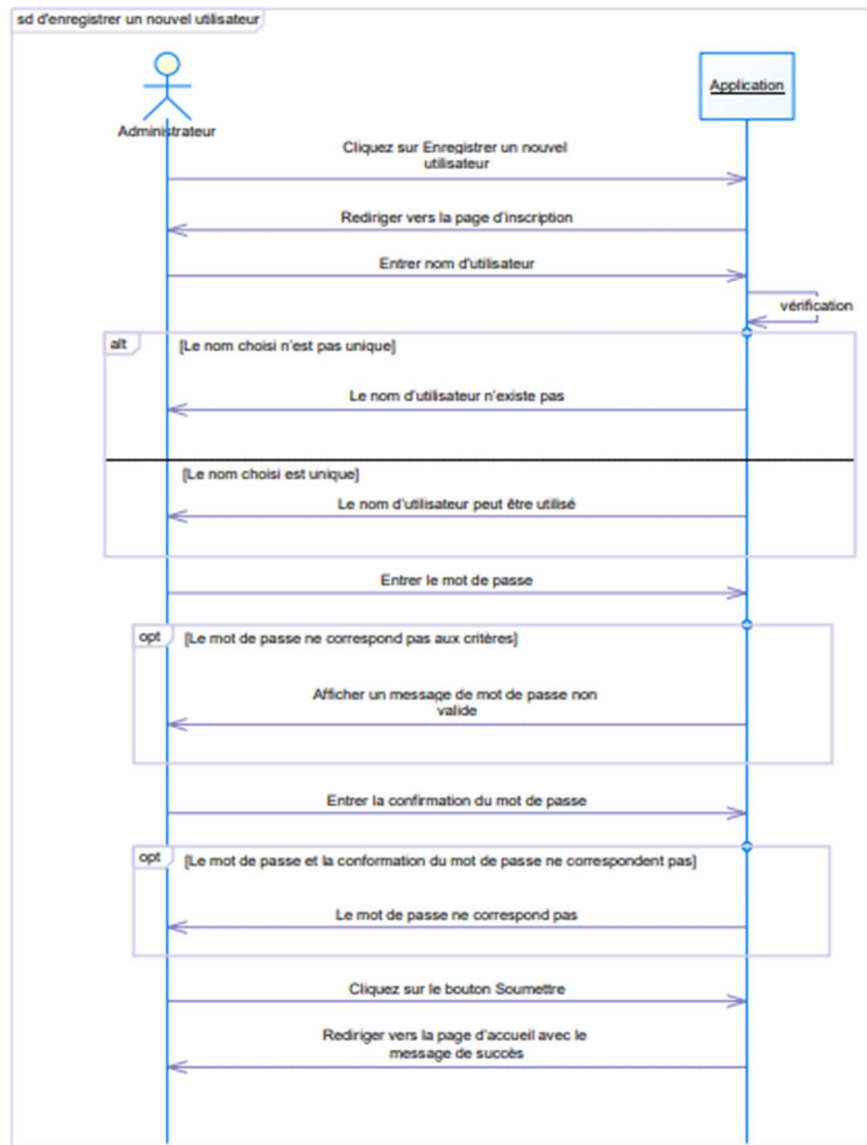 sd d'enregistrer un nouvel utilisateur
Application
Administrateur
Cliquez sur Enregistrer un nouvel
utilisateur
Rediriger vers la page d'inscription
Entrer nom d'utilisateur
vérification
alt
[Le nom choisi n'est pas unique]
Le nom d'utilisateur n'existe pas
[Le nom choisi est unique]
Le nom d'utilisateur peut être utilisé
Entrer le mot de passe
opt
[Le mot de passe ne correspond pas aux critères]
Afficher un message de mot de passe non
valide
Entrer la confirmation du mot de passe
opt
[Le mot de passe et la conformation du mot de passe ne correspondent pas]
Le mot de passe ne correspond pas
Cliquez sur le bouton Soumettre
Rediriger vers la page d'accueil avec le
message de succès